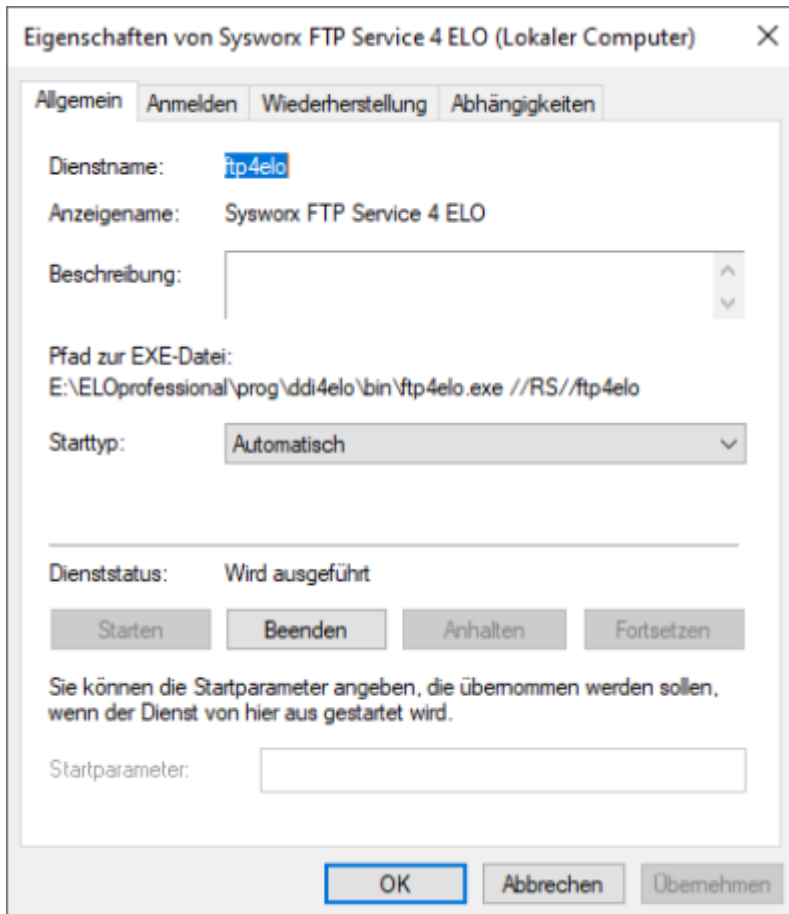 Eigenschaften von Sysworx FTP Service 4 ELO (Lokaler Computer)
Allgemein Anmelden Wiederherstellung Abhängigkeiten
Dienstname: ftp4elo
Anzeigename: Sysworx FTP Service 4 ELO
Beschreibung:
Pfad zur EXE-Datei:
E:\ELOprofessional\prog\ddi4elo\bin\ftp4elo.exe //RS//ftp4elo
Starttyp: Automatisch
Dienststatus: Wird ausgeführt
Starten Beenden Anhalten Fortsetzen
Sie können die Startparameter angeben, die übernommen werden sollen,
wenn der Dienst von hier aus gestartet wird.
Startparameter:
OK Abbrechen Übernehmen